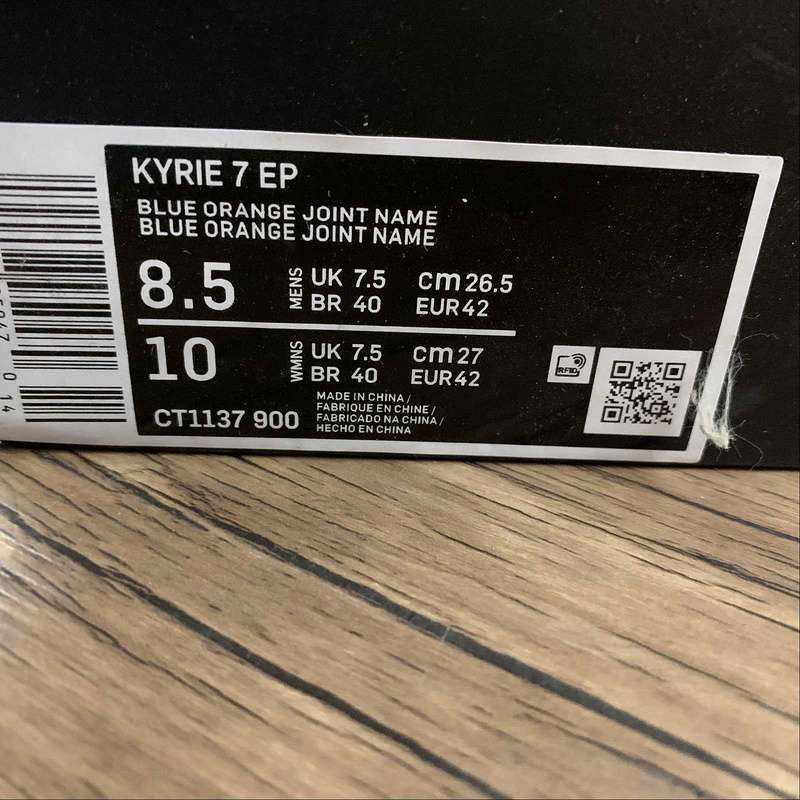 KYRIE 7 EP
BLUE ORANGE JOINT NAME
BLUE ORANGE JOINT NAME
8.5 MENS UK 7.5 cm 26.5
BR 40 EUR 42
10 WMNS UK 7.5 cm 27
BR 40 EUR 42
CT1137 900
MADE IN CHINA /
FABRIQUE EN CHINE /
FABRICADO NA CHINA /
HECHO EN CHINA
RFID
0 14